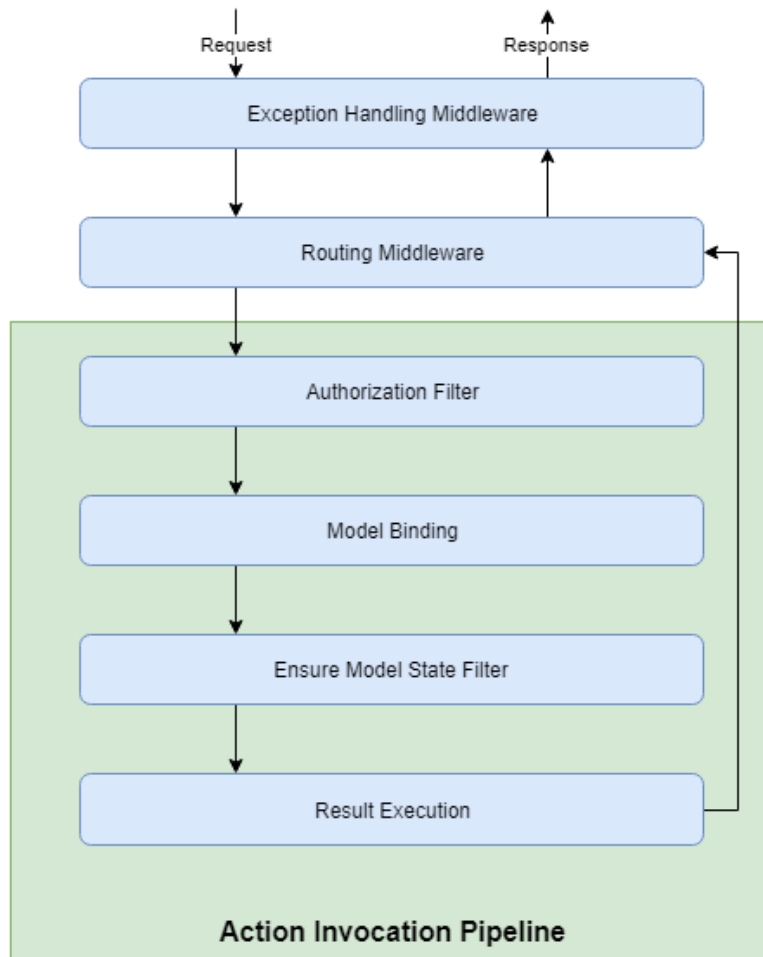 Request
Response
Exception Handling Middleware
Routing Middleware
Authorization Filter
Model Binding
Ensure Model State Filter
Result Execution
Action Invocation Pipeline